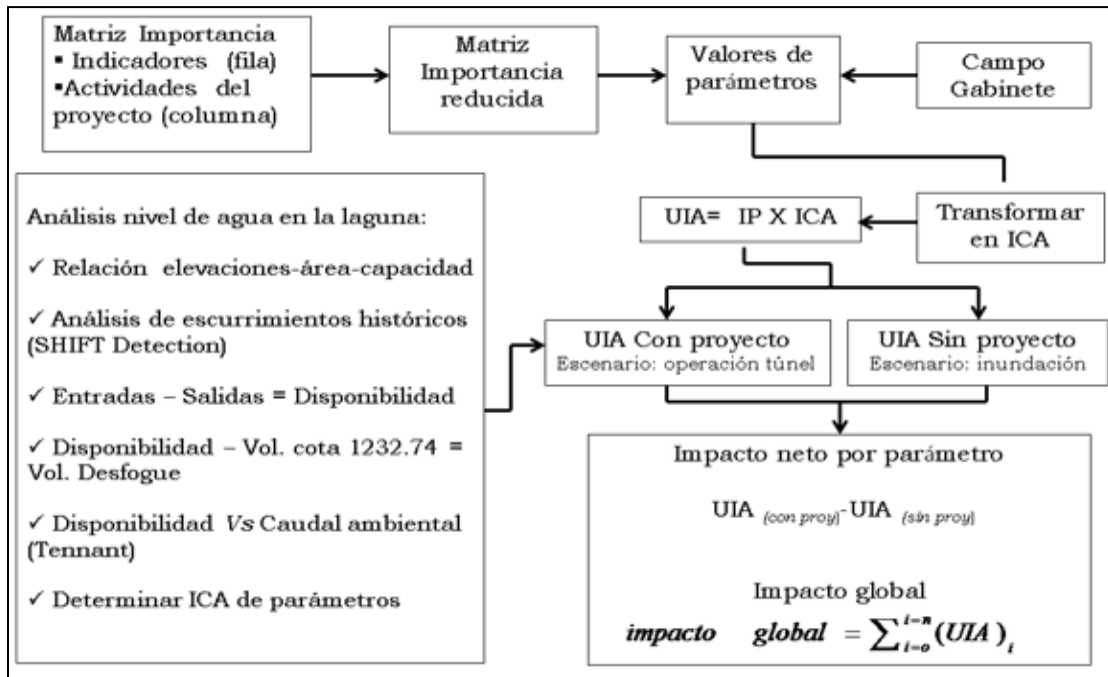 Matriz Importancia
▪ Indicadores (fila)
▪Actividades del
proyecto (columna)
Matriz
Importancia
reducida
Valores de
parámetros
Campo
Gabinete
Análisis nivel de agua en la laguna:
✓ Relación elevaciones-área-capacidad
✓ Análisis de escurrimientos históricos
(SHIFT Detection)
✓ Entradas – Salidas = Disponibilidad
✓ Disponibilidad – Vol. cota 1232.74 =
Vol. Desfogue
✓ Disponibilidad Vs Caudal ambiental
(Tennant)
✓ Determinar ICA de parámetros
UIA= IP X ICA
Transformar
en ICA
UIA Con proyecto
Escenario: operación túnel
UIA Sin proyecto
Escenario: inundación
Impacto neto por parámetro
UIA (con proy)-UIA (sin proy)
Impacto global
impacto global = ∑ i=n i=o (UIA) i